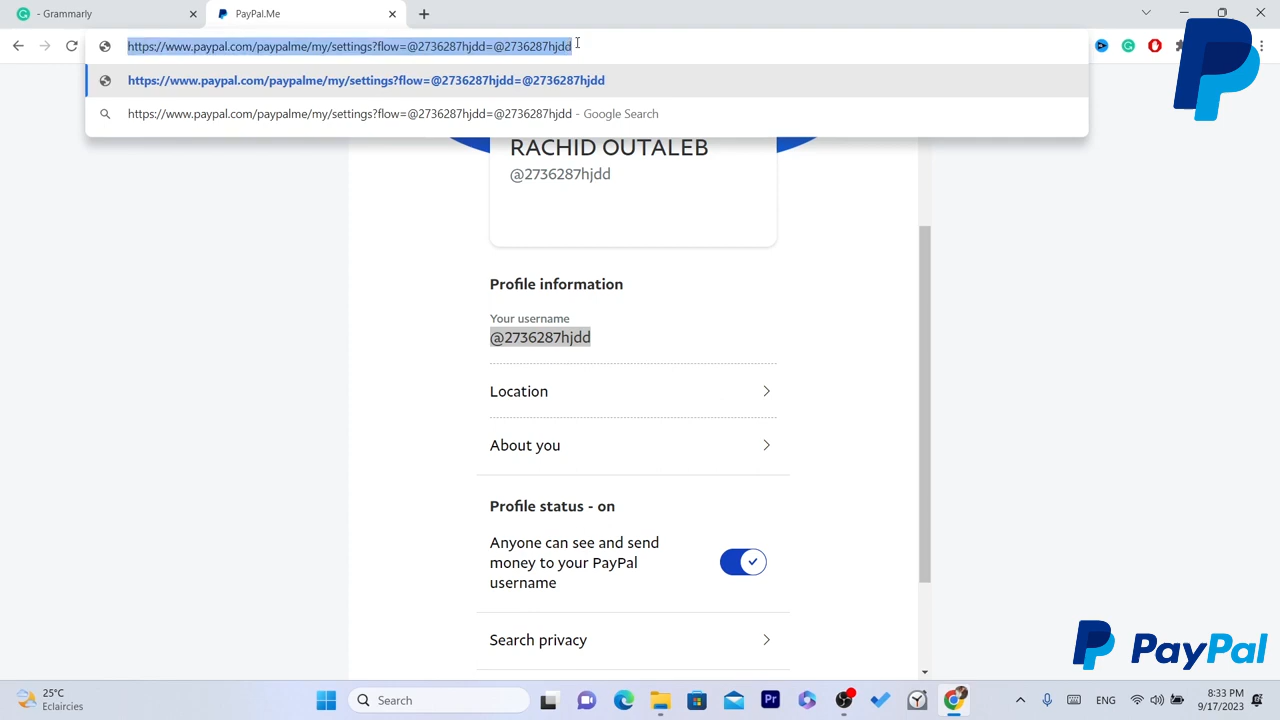 - Grammarly
PayPal.Me
https://www.paypal.com/paypalme/my/settings?flow=@2736287hjdd=@2736287hjdd
https://www.paypal.com/paypalme/my/settings?flow=@2736287hjdd=@2736287hjdd
https://www.paypal.com/paypalme/my/settings?flow=@2736287hjdd=@2736287hjdd - Google Search
RACHID OUTALEB
@2736287hjdd
Profile information
Your username
@2736287hjdd
Location
About you
Profile status - on
Anyone can see and send
money to your PayPal
username
Search privacy
PayPal
25°C
Eclaircies
Search
Pr
ENG
8:33 PM
9/17/2023